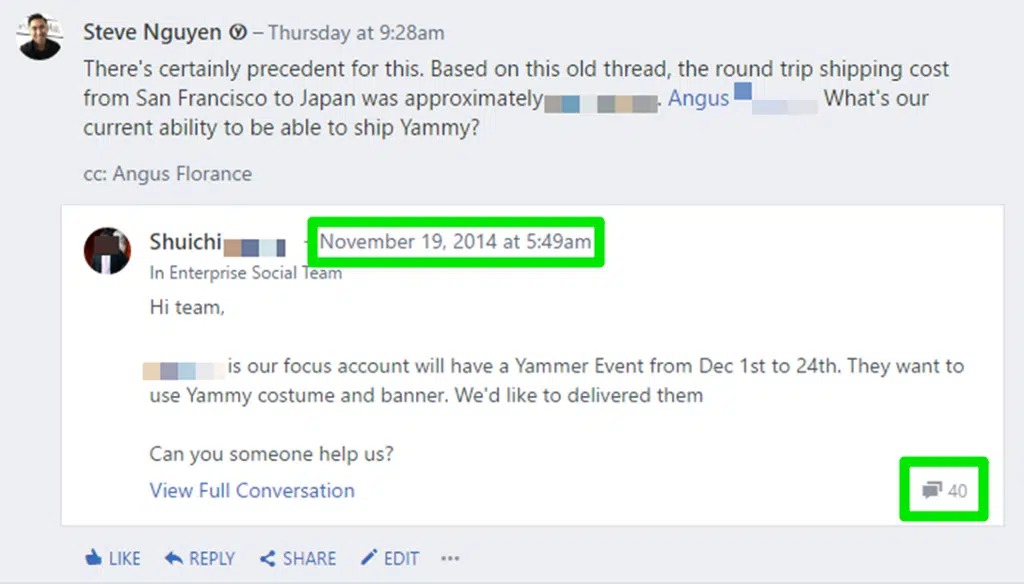 Steve Nguyen – Thursday at 9:28am
There's certainly precedent for this. Based on this old thread, the round trip shipping cost
from San Francisco to Japan was approximately . Angus What's our
current ability to be able to ship Yammy?
cc: Angus Florance
Shuichi - November 19, 2014 at 5:49am
In Enterprise Social Team
Hi team,
is our focus account will have a Yammer Event from Dec 1st to 24th. They want to
use Yammy costume and banner. We'd like to delivered them
Can you someone help us?
View Full Conversation
40
LIKE REPLY SHARE EDIT ...